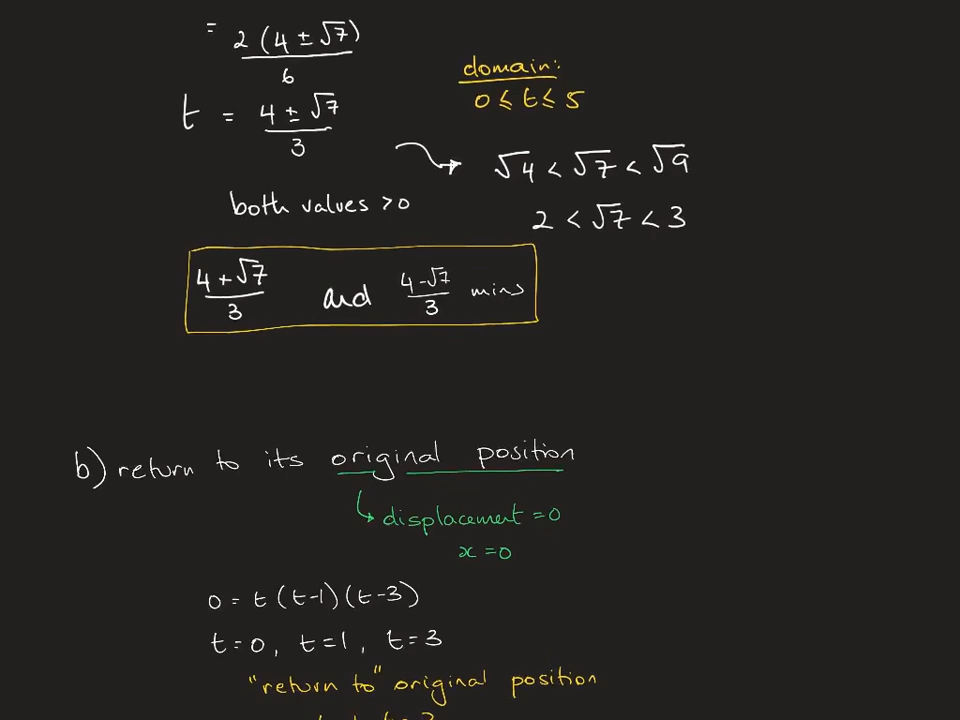 = 2 (4 ± √7)
6
domain:
0 ≤ t ≤ 5
t = 4 ± √7
3
√4 < √7 < √9
both values > 0
2 < √7 < 3
4 + √7 and 4 - √7 mins
3 3
b) return to its original position
displacement = 0
x = 0
0 = t (t-1) (t-3)
t = 0, t = 1, t = 3
"return to" original position